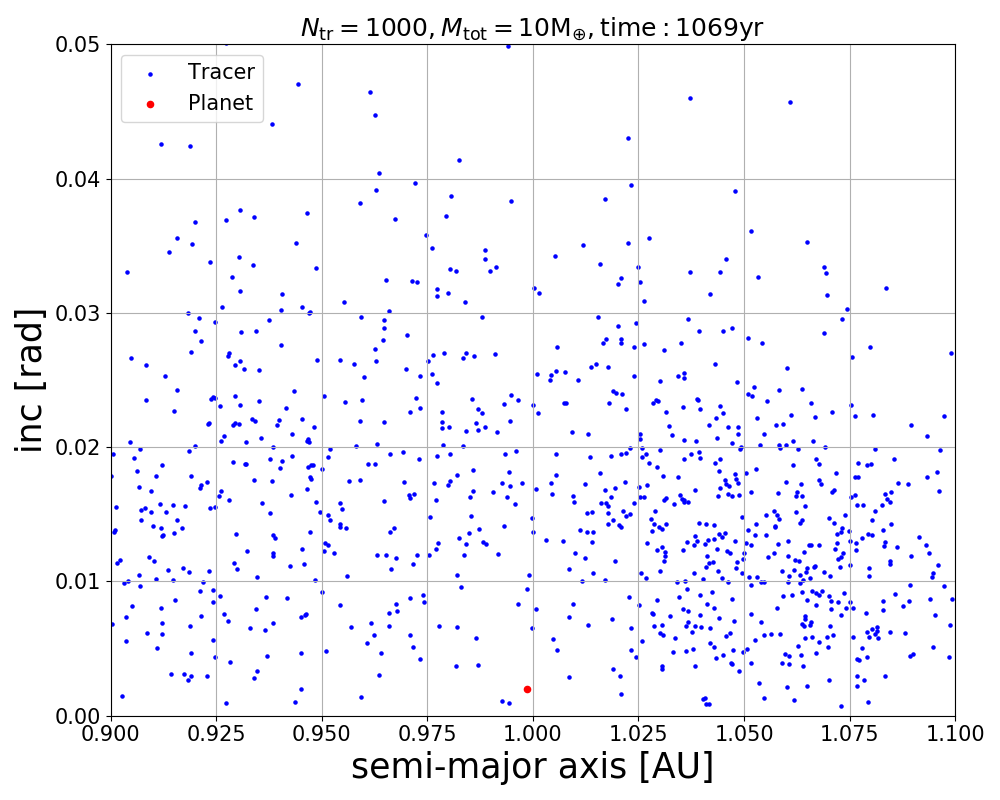 N_tr = 1000, M_tot = 10M_⊕, time : 1069yr
Tracer
Planet
0.05
0.04
0.03
0.02
0.01
0.00
inc [rad]
0.900 0.925 0.950 0.975 1.000 1.025 1.050 1.075 1.100
semi-major axis [AU]